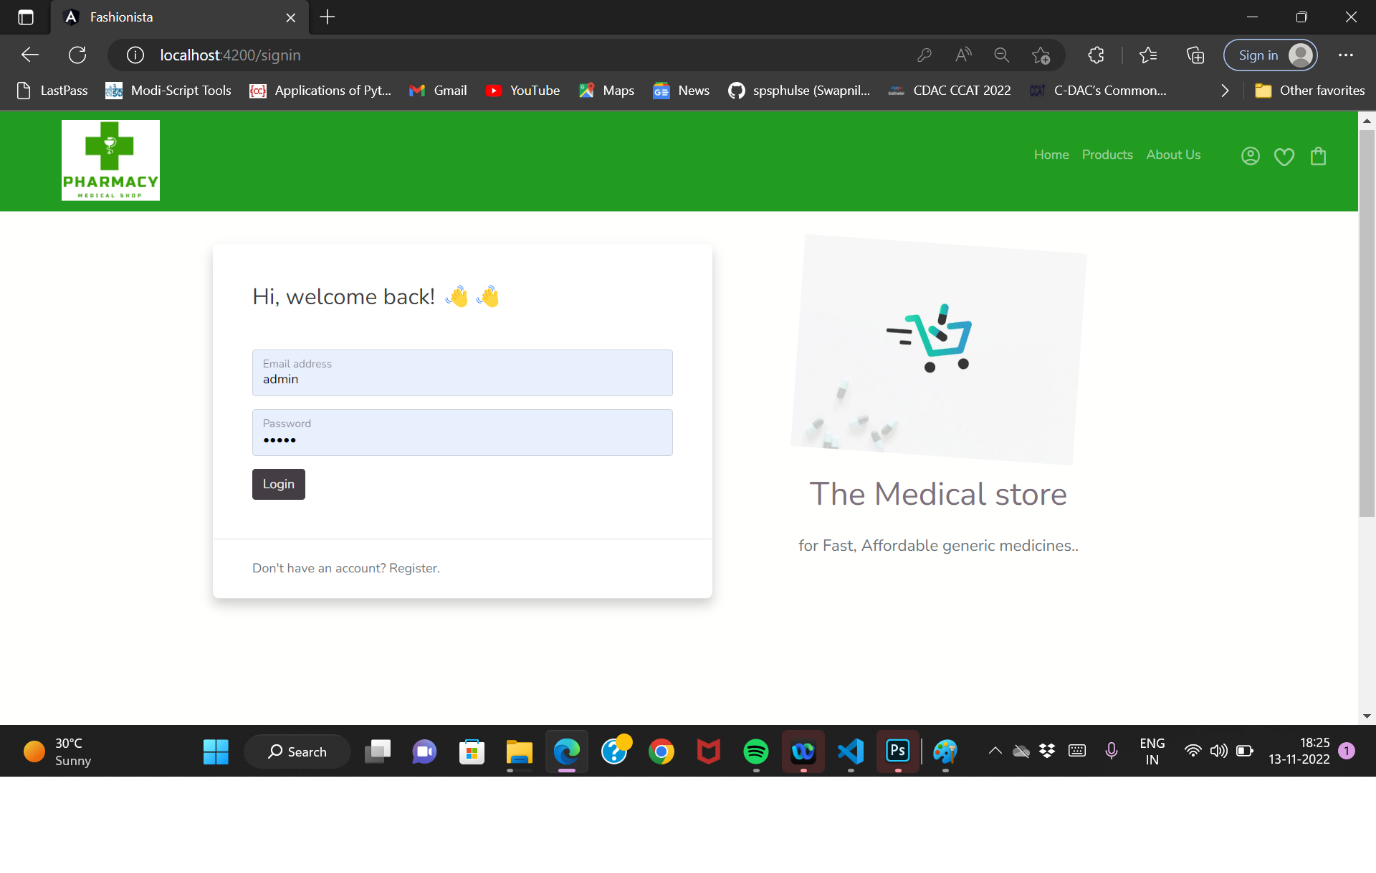 Fashionista
localhost:4200/signin
Sign in
LastPass
Modi-Script Tools
Applications of Pyt...
Gmail
YouTube
Maps
News
spsphulse (Swapnil...
CDAC CCAT 2022
C-DAC's Common...
Other favorites
PHARMACY
MEDICAL SHOP
Home
Products
About Us
Hi, welcome back! 👋 👋
Email address
admin
Password
•••••
Login
Don't have an account? Register.
The Medical store
for Fast, Affordable generic medicines..
30°C
Sunny
Search
Ps
ENG
IN
18:25
13-11-2022
1